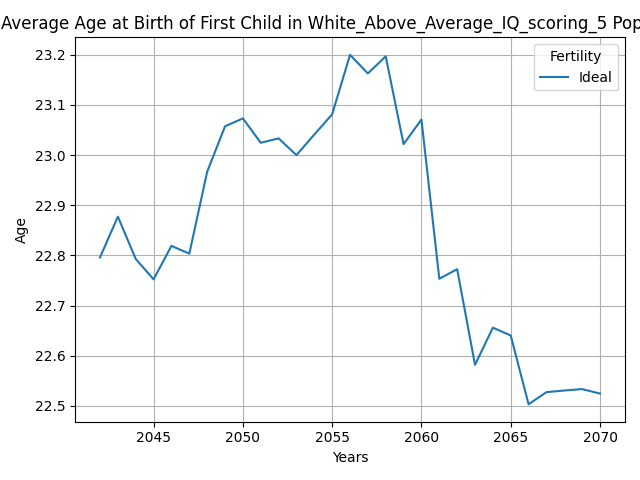 Average Age at Birth of First Child in White_Above_Average_IQ_scoring_5 Pop
Fertility
Ideal
23.2
23.1
23.0
22.9
22.8
22.7
22.6
22.5
Age
2045 2050 2055 2060 2065 2070
Years